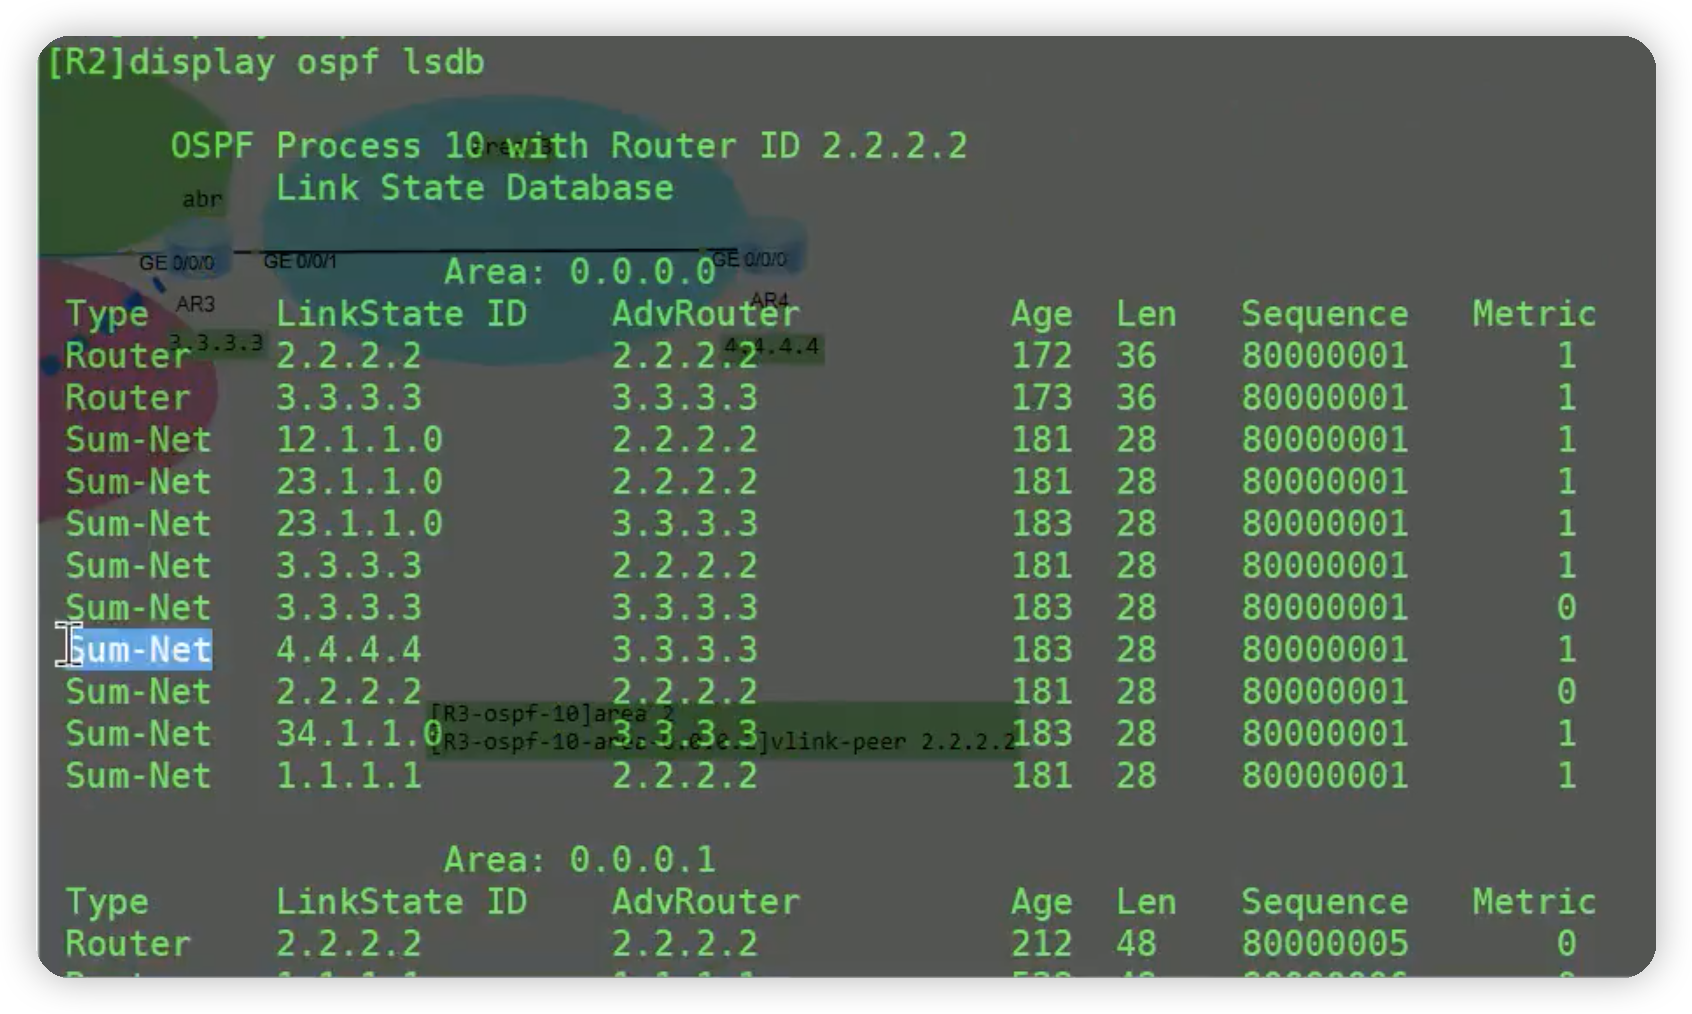 [R2]display ospf lsdb
OSPF Process 10 with Router ID 2.2.2.2
Link State Database
abr
GE 0/0/0 GE 0/0/1 GE 0/0/0
Area: 0.0.0.0
AR3 AR4
Type LinkState ID AdvRouter Age Len Sequence Metric
3.3.3.3 4.4.4.4
Router 2.2.2.2 2.2.2.2 172 36 80000001 1
Router 3.3.3.3 3.3.3.3 173 36 80000001 1
Sum-Net 12.1.1.0 2.2.2.2 181 28 80000001 1
Sum-Net 23.1.1.0 2.2.2.2 181 28 80000001 1
Sum-Net 23.1.1.0 3.3.3.3 183 28 80000001 1
Sum-Net 3.3.3.3 2.2.2.2 181 28 80000001 1
Sum-Net 3.3.3.3 3.3.3.3 183 28 80000001 0
Sum-Net 4.4.4.4 3.3.3.3 183 28 80000001 1
Sum-Net 2.2.2.2 2.2.2.2 181 28 80000001 0
[R3-ospf-10]area 2
Sum-Net 34.1.1.0 3.3.3.3 183 28 80000001 1
[R3-ospf-10-area-0.0.0.2]vlink-peer 2.2.2.2
Sum-Net 1.1.1.1 2.2.2.2 181 28 80000001 1
Area: 0.0.0.1
Type LinkState ID AdvRouter Age Len Sequence Metric
Router 2.2.2.2 2.2.2.2 212 48 80000005 0